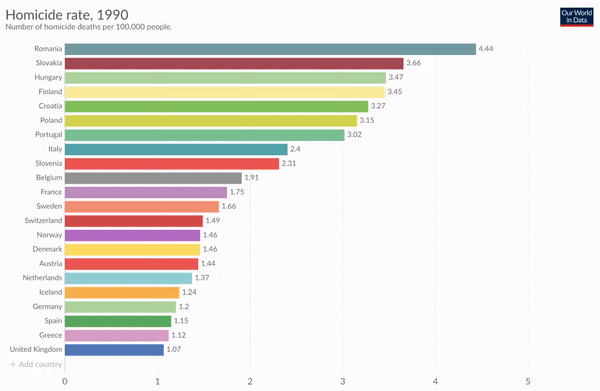 Homicide rate, 1990
Number of homicide deaths per 100,000 people.
Our World
in Data
Romania 4.44
Slovakia 3.66
Hungary 3.47
Finland 3.45
Croatia 3.27
Poland 3.15
Portugal 3.02
Italy 2.4
Slovenia 2.31
Belgium 1.91
France 1.75
Sweden 1.66
Switzerland 1.49
Norway 1.46
Denmark 1.46
Austria 1.44
Netherlands 1.37
Iceland 1.24
Germany 1.2
Spain 1.15
Greece 1.12
United Kingdom 1.07
+ Add country
0 1 2 3 4 5